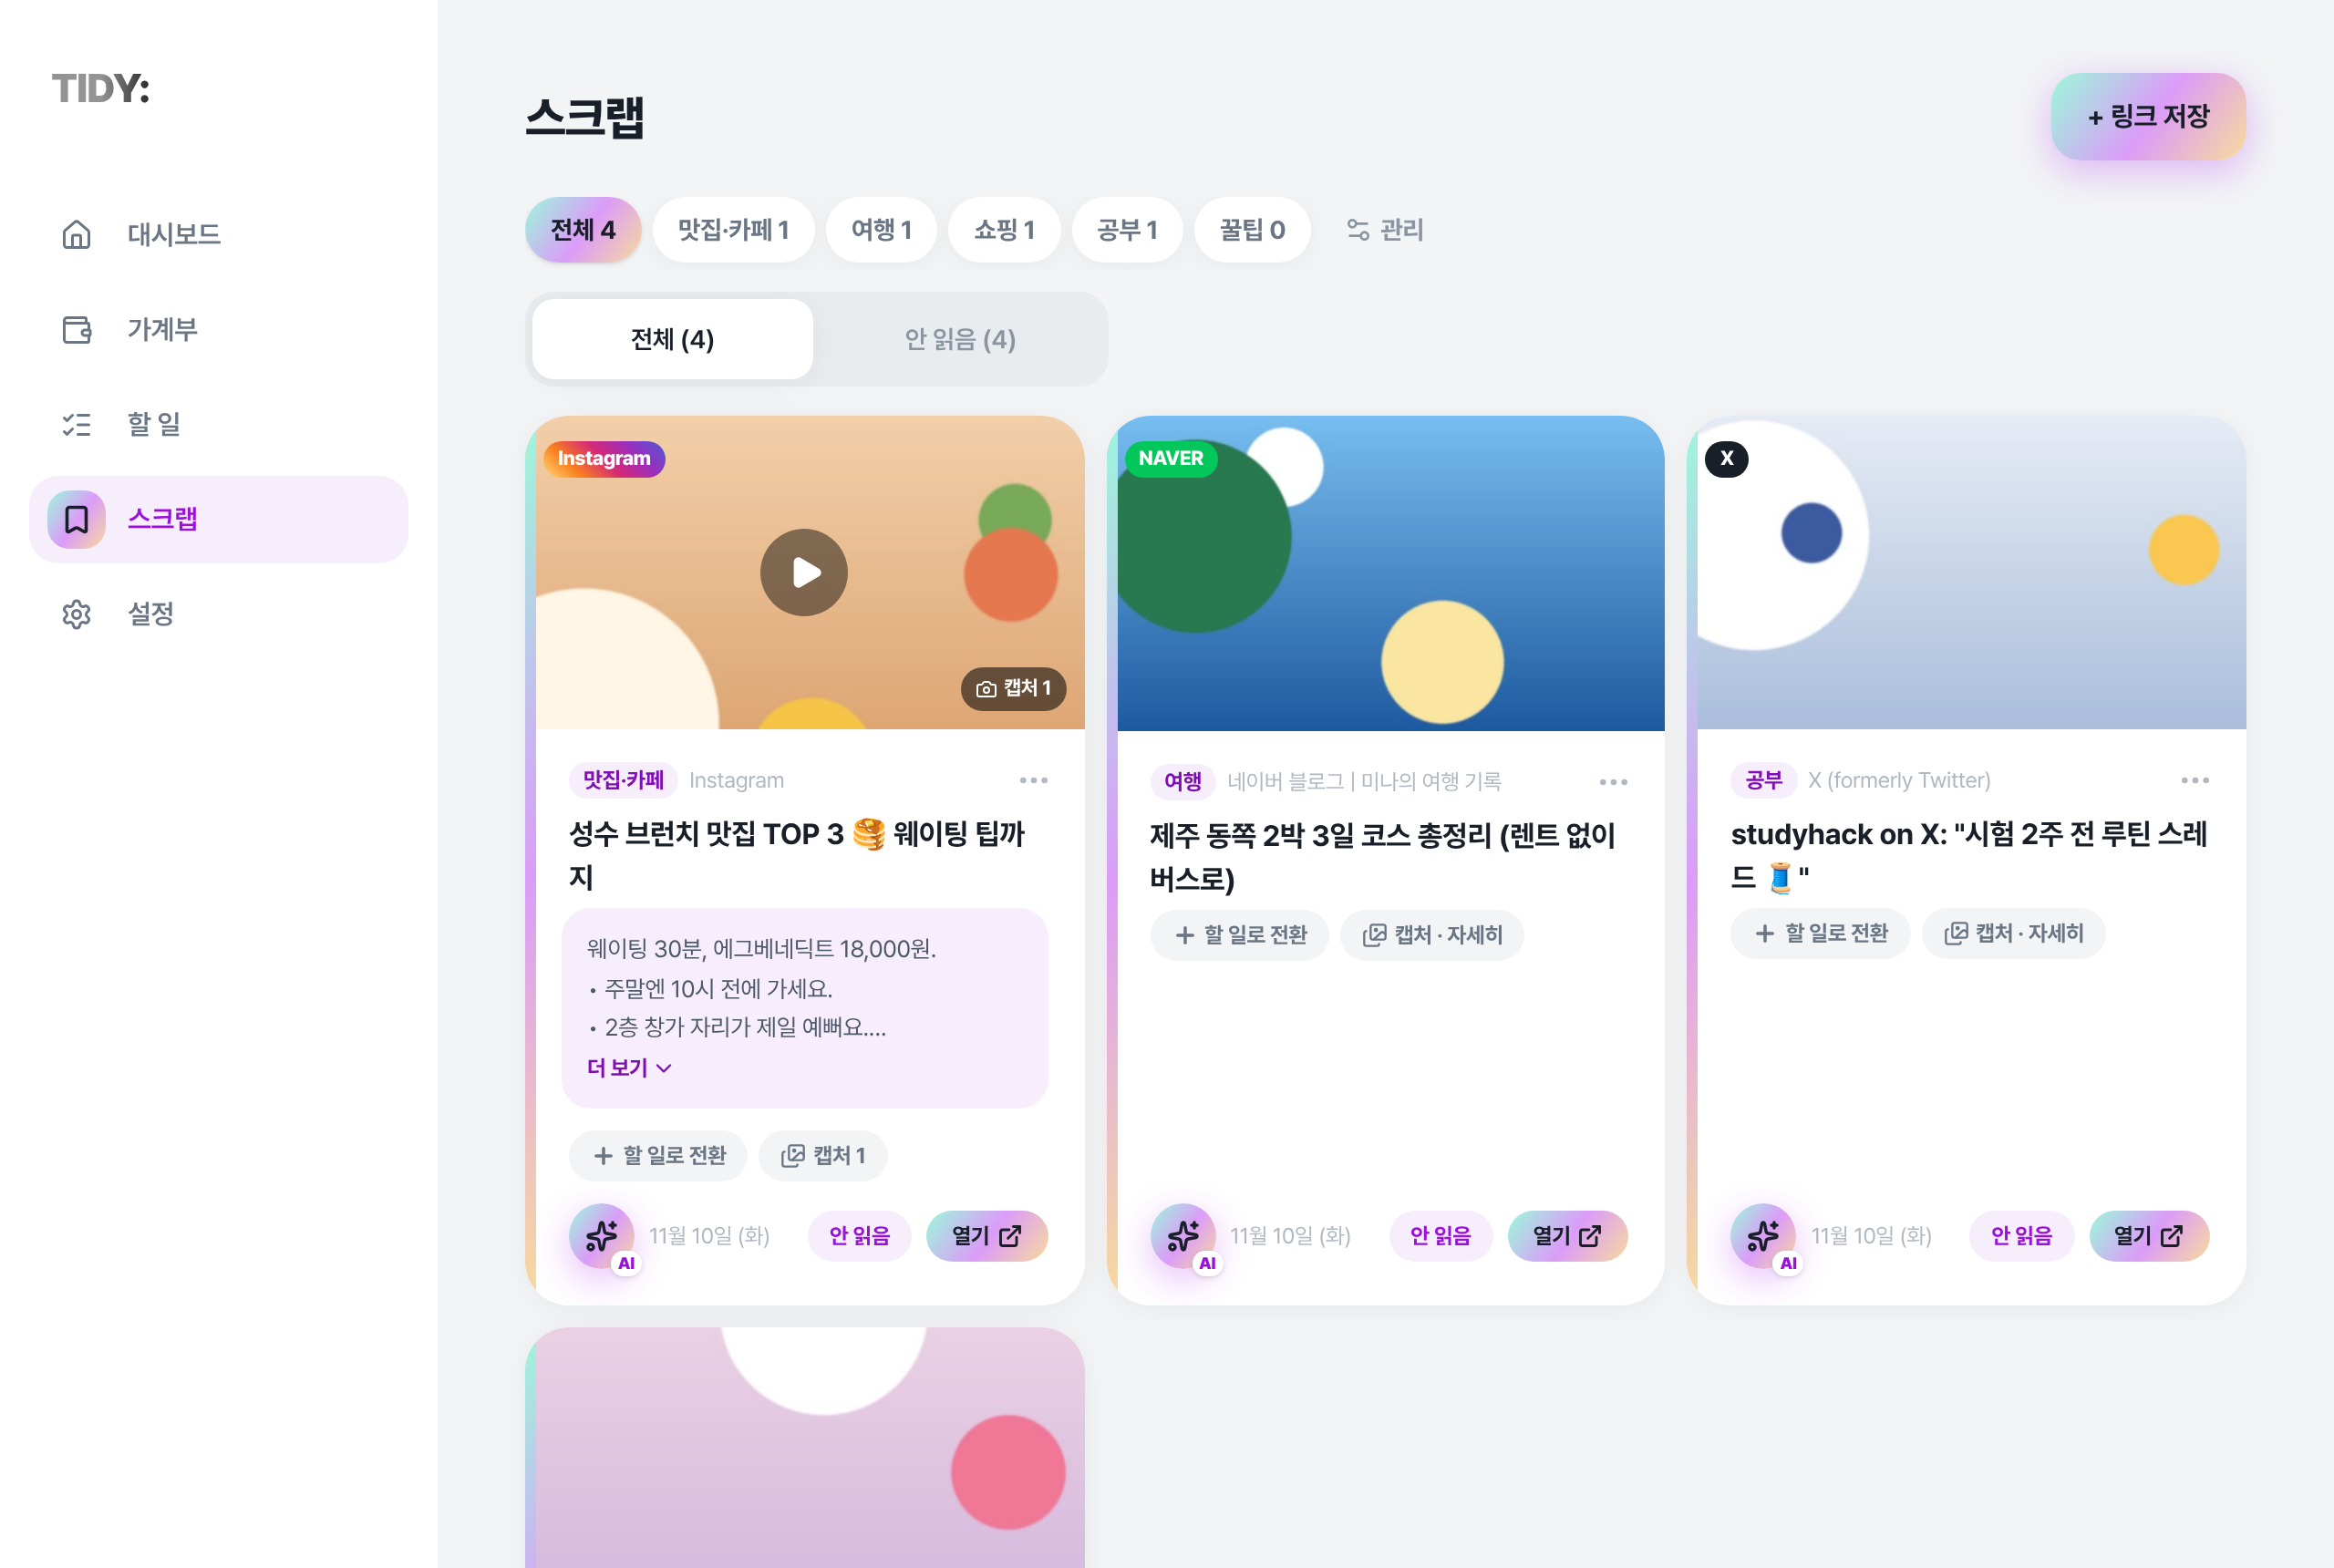 TIDY:
대시보드
가계부
할 일
스크랩
설정
스크랩
+ 링크 저장
전체 4
맛집·카페 1
여행 1
쇼핑 1
공부 1
꿀팁 0
관리
전체 (4)
안 읽음 (4)
Instagram
캡처 1
맛집·카페 Instagram
성수 브런치 맛집 TOP 3 🥞 웨이팅 팁까
지
웨이팅 30분, 에그베네딕트 18,000원.
• 주말엔 10시 전에 가세요.
• 2층 창가 자리가 제일 예뻐요....
더 보기
할 일로 전환
캡처 1
AI
11월 10일 (화)
안 읽음
열기
NAVER
여행 네이버 블로그 | 미나의 여행 기록
제주 동쪽 2박 3일 코스 총정리 (렌트 없이
버스로)
할 일로 전환
캡처 · 자세히
AI
11월 10일 (화)
안 읽음
열기
X
공부 X (formerly Twitter)
studyhack on X: "시험 2주 전 루틴 스레
드 🧵"
할 일로 전환
캡처 · 자세히
AI
11월 10일 (화)
안 읽음
열기